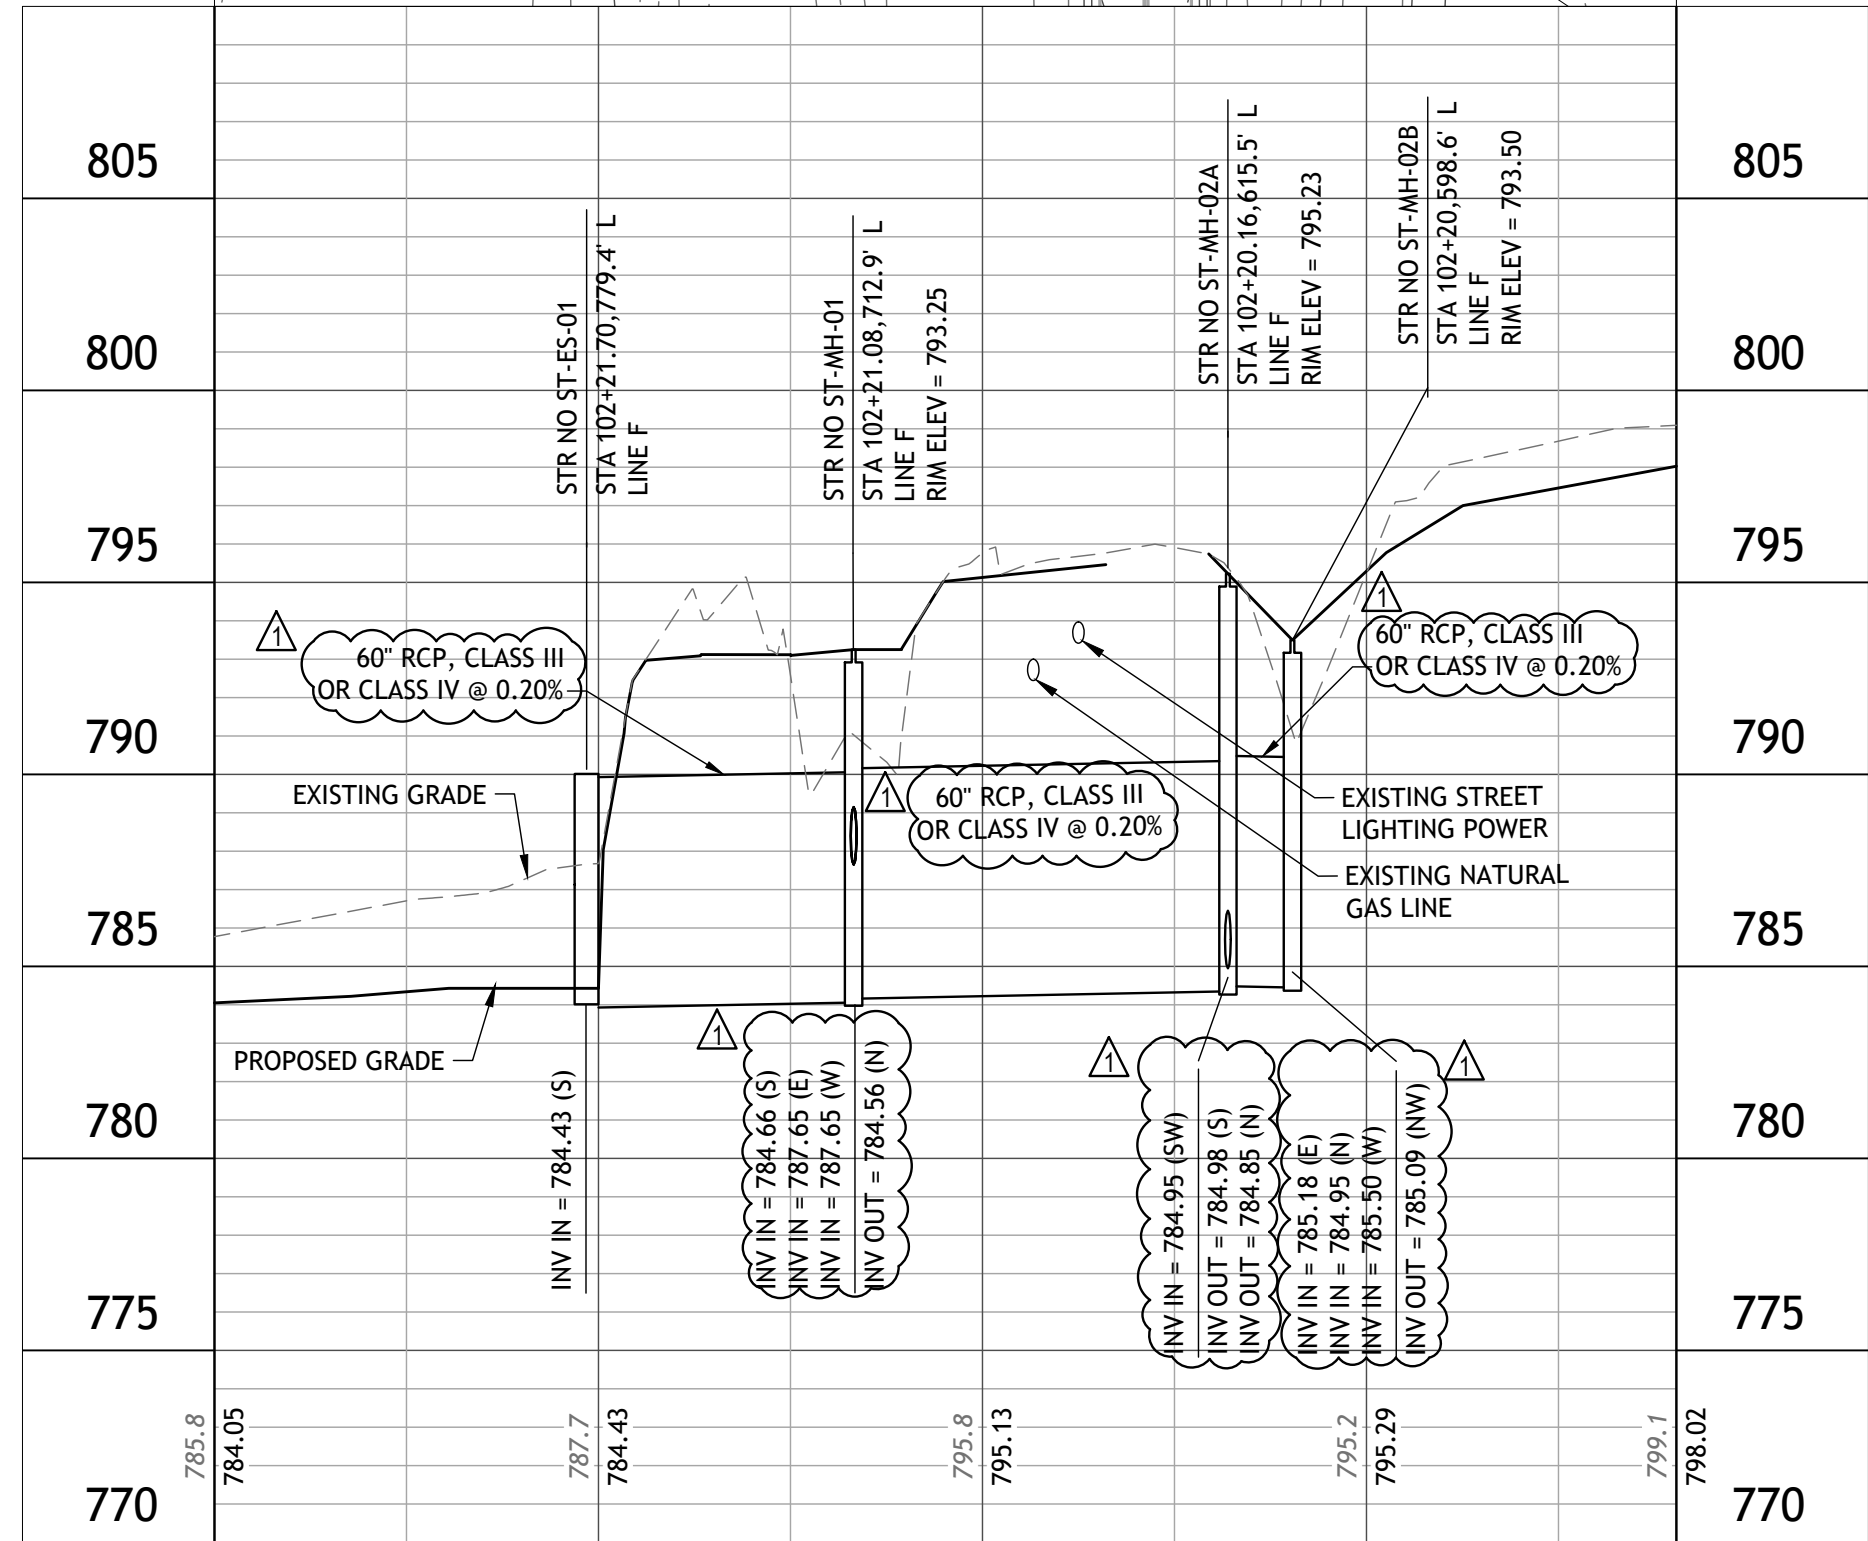 805
800
795
790
785
780
775
770
805
800
795
790
785
780
775
770
STR NO ST-ES-01
STA 102+21.70,779.4' L
LINE F
STR NO ST-MH-01
STA 102+21.08,712.9' L
LINE F
RIM ELEV = 793.25
STR NO ST-MH-02A
STA 102+20.16,615.5' L
LINE F
RIM ELEV = 795.23
STR NO ST-MH-02B
STA 102+20,598.6' L
LINE F
RIM ELEV = 793.50
1
60" RCP, CLASS III
OR CLASS IV @ 0.20%
1
60" RCP, CLASS III
OR CLASS IV @ 0.20%
1
60" RCP, CLASS III
OR CLASS IV @ 0.20%
EXISTING GRADE
EXISTING STREET
LIGHTING POWER
EXISTING NATURAL
GAS LINE
PROPOSED GRADE
INV IN = 784.43 (S)
1
INV IN = 784.66 (S)
INV IN = 787.65 (E)
INV IN = 787.65 (W)
INV OUT = 784.56 (N)
1
INV IN = 784.95 (SW)
INV OUT = 784.98 (S)
INV OUT = 784.85 (N)
1
INV IN = 785.18 (E)
INV IN = 784.95 (N)
INV IN = 785.50 (W)
INV OUT = 785.09 (NW)
785.8
784.05
787.7
784.43
795.8
795.13
795.2
795.29
799.1
798.02